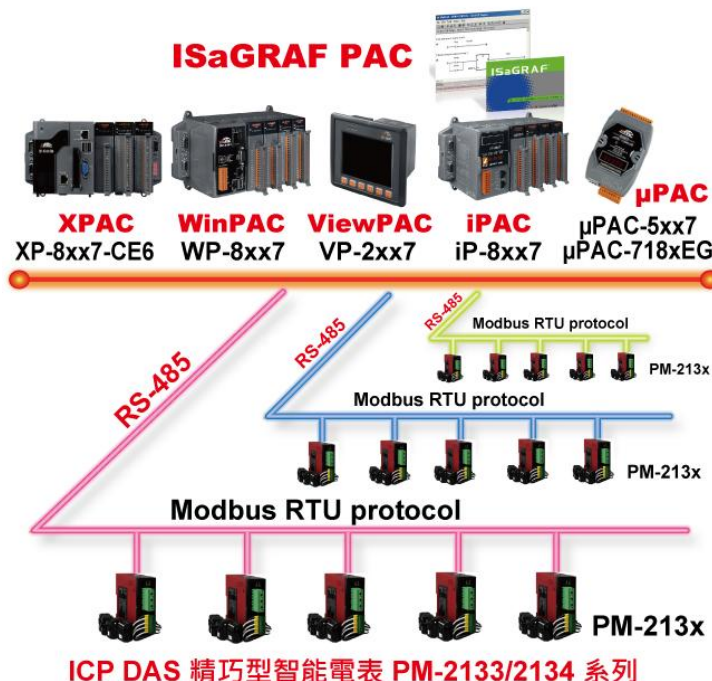 ISaGRAF PAC
ISaGRAF
XPAC
WinPAC
ViewPAC
iPAC
µPAC
XP-8xx7-CE6
WP-8xx7
VP-2xx7
iP-8xx7
µPAC-5xx7
µPAC-718xEG
RS-485
Modbus RTU protocol
PM-213x
RS-485
Modbus RTU protocol
PM-213x
RS-485
Modbus RTU protocol
PM-213x
ICP DAS 精巧型智能電表 PM-2133/2134 系列